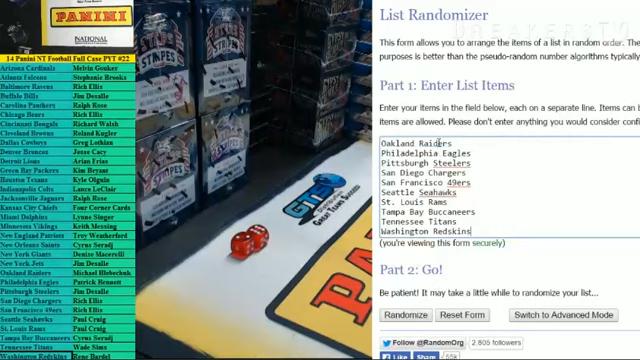 PANINI
NATIONAL
14 Panini NT Football Full Case PYT #22
Arizona Cardinals Melvin Gouker
Atlanta Falcons Stephanie Brooks
Baltimore Ravens Rich Ellis
Buffalo Bills Jim Desalle
Carolina Panthers Ralph Rose
Chicago Bears Rich Ellis
Cincinnati Bengals Richard Walsh
Cleveland Browns Roland Kugler
Dallas Cowboys Greg Lothian
Denver Broncos Jesse Cacy
Detroit Lions Arian Frias
Green Bay Packers Kim Bryant
Houston Texans Kyle Olguin
Indianapolis Colts Lance LeClair
Jacksonville Jaguars Ralph Rose
Kansas City Chiefs Four Corner Cards
Miami Dolphins Lynne Singer
Minnesota Vikings Keith Messing
New England Patriots Troy Weatherford
New Orleans Saints Cyrus Seradj
New York Giants Denize Macerelli
New York Jets Jim Desalle
Oakland Raiders Michael Hlebechuk
Philadelphia Eagles Patrick Bennett
Pittsburgh Steelers Jim Desalle
San Diego Chargers Rich Ellis
San Francisco 49ers Rich Ellis
Seattle Seahawks Paul Craig
St. Louis Rams Paul Craig
Tampa Bay Buccaneers Cyrus Seradj
Tennessee Titans Wade Sims
Washington Redskins Rene Bardel
STARS STRIPES
GTS
Great Teams Succeed
PANI
List Randomizer
This form allows you to arrange the items of a list in random order. The
purposes is better than the pseudo-random number algorithms typically
Part 1: Enter List Items
Enter your items in the field below, each on a separate line. Items can
items are allowed. Please don't enter anything you would consider confi
Oakland Raiders
Philadelphia Eagles
Pittsburgh Steelers
San Diego Chargers
San Francisco 49ers
Seattle Seahawks
St. Louis Rams
Tampa Bay Buccaneers
Tennessee Titans
Washington Redskins
(you're viewing this form securely)
Part 2: Go!
Be patient! It may take a little while to randomize your list...
Randomize Reset Form Switch to Advanced Mode
Follow @RandomOrg 2,805 followers
Like Share